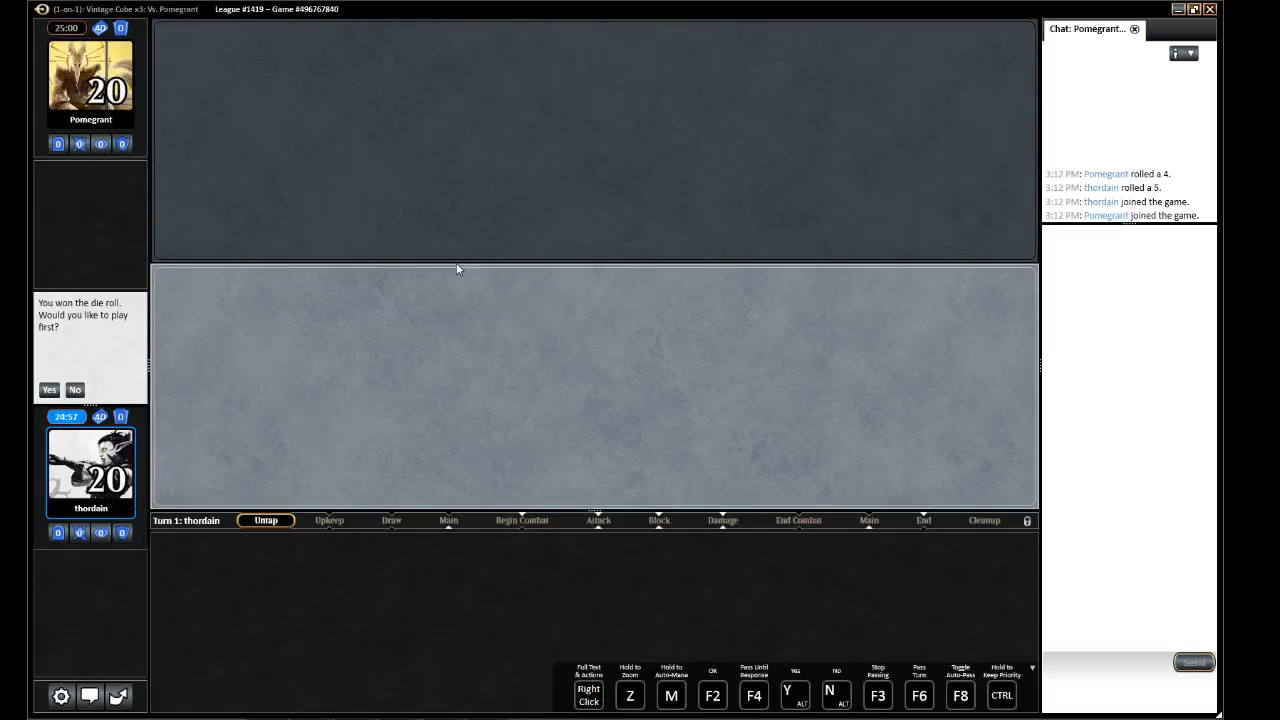 (1-on-1): Vintage Cube x3: Vs. Pomegrant
League #1419 – Game #496767840
25:00
40
0
20
Pomegrant
0
0
0
0
You won the die roll.
Would you like to play
first?
Yes
No
24:57
40
0
20
thordain
0
0
0
0
Turn 1: thordain
Untap
Upkeep
Draw
Main
Begin Combat
Attack
Block
Damage
End Combat
Main
End
Cleanup
Full Text
& Actions
Right
Click
Hold to
Zoom
Z
Hold to
Auto-Mana
M
OK
F2
Pass Until
Response
F4
Yes
Y
ALT
No
N
ALT
Stop
Passing
F3
Pass
Turn
F6
Toggle
Auto-Pass
F8
Hold to
Keep Priority
CTRL
Chat: Pomegrant...
3:12 PM: Pomegrant rolled a 4.
3:12 PM: thordain rolled a 5.
3:12 PM: thordain joined the game.
3:12 PM: Pomegrant joined the game.
Send